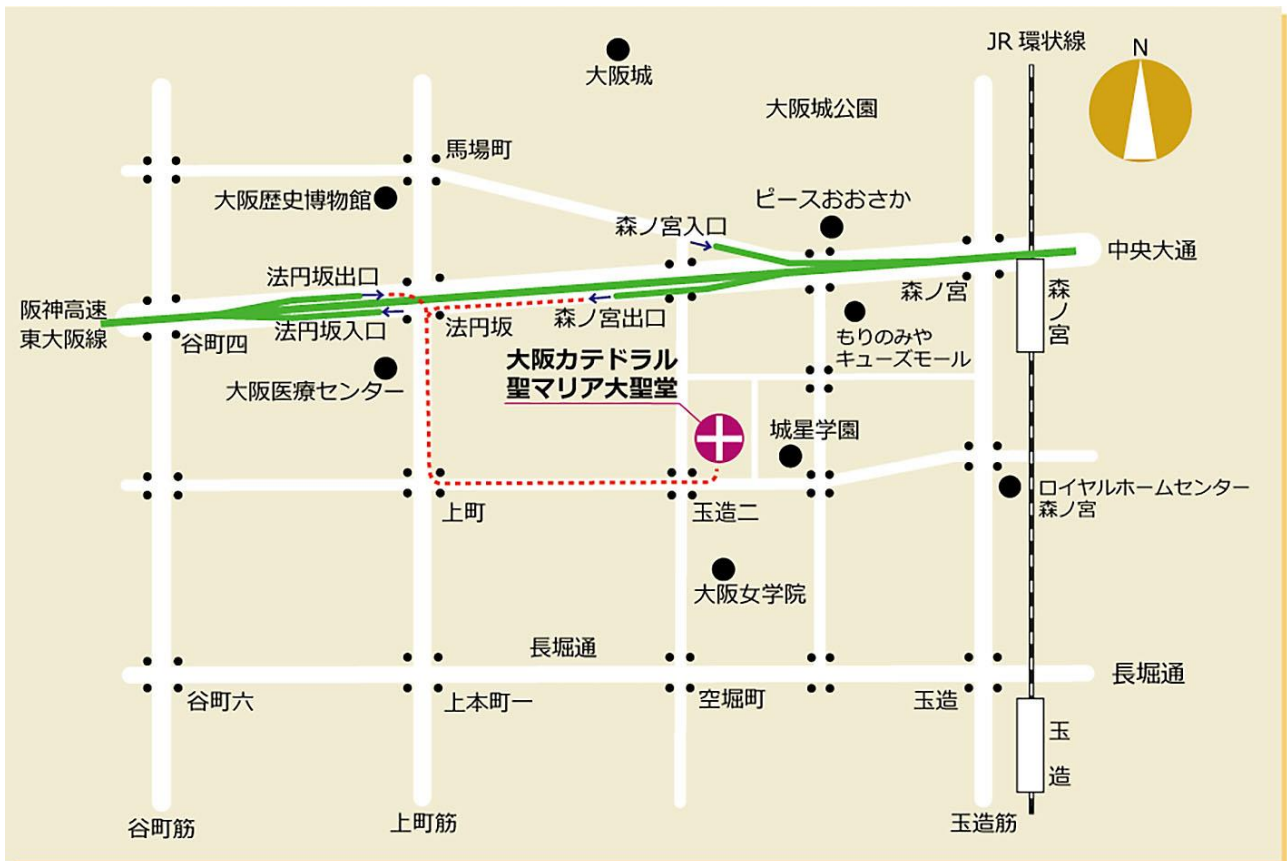 JR 環状線
N
大阪城
大阪城公園
馬場町
大阪歴史博物館
ピースおおさか
森ノ宮入口
中央大通
法円坂出口
阪神高速
東大阪線
谷町四
法円坂入口
法円坂
森ノ宮出口
森ノ宮
森ノ宮
もりのみや
キューズモール
大阪医療センター
大阪カテドラル
聖マリア大聖堂
城星学園
上町
玉造二
ロイヤルホームセンター
森ノ宮
大阪女学院
長堀通
長堀通
谷町六
上本町一
空堀町
玉造
玉造
谷町筋
上町筋
玉造筋